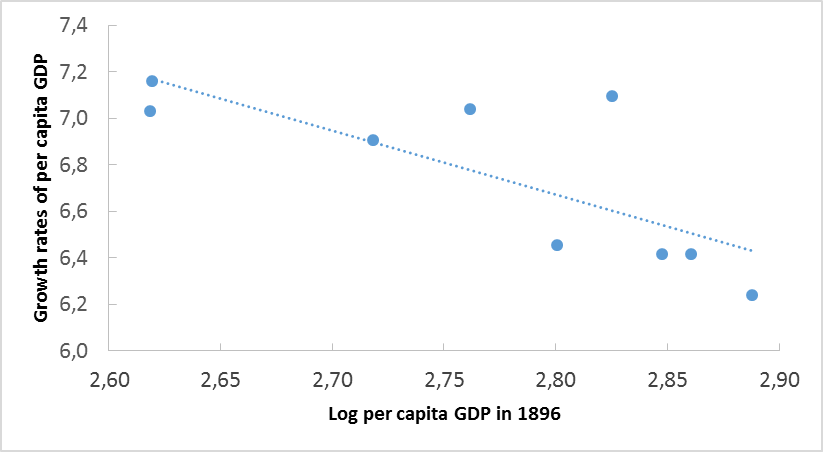 7,4
7,2
7,0
6,8
6,6
6,4
6,2
6,0
Growth rates of per capita GDP
2,60 2,65 2,70 2,75 2,80 2,85 2,90
Log per capita GDP in 1896